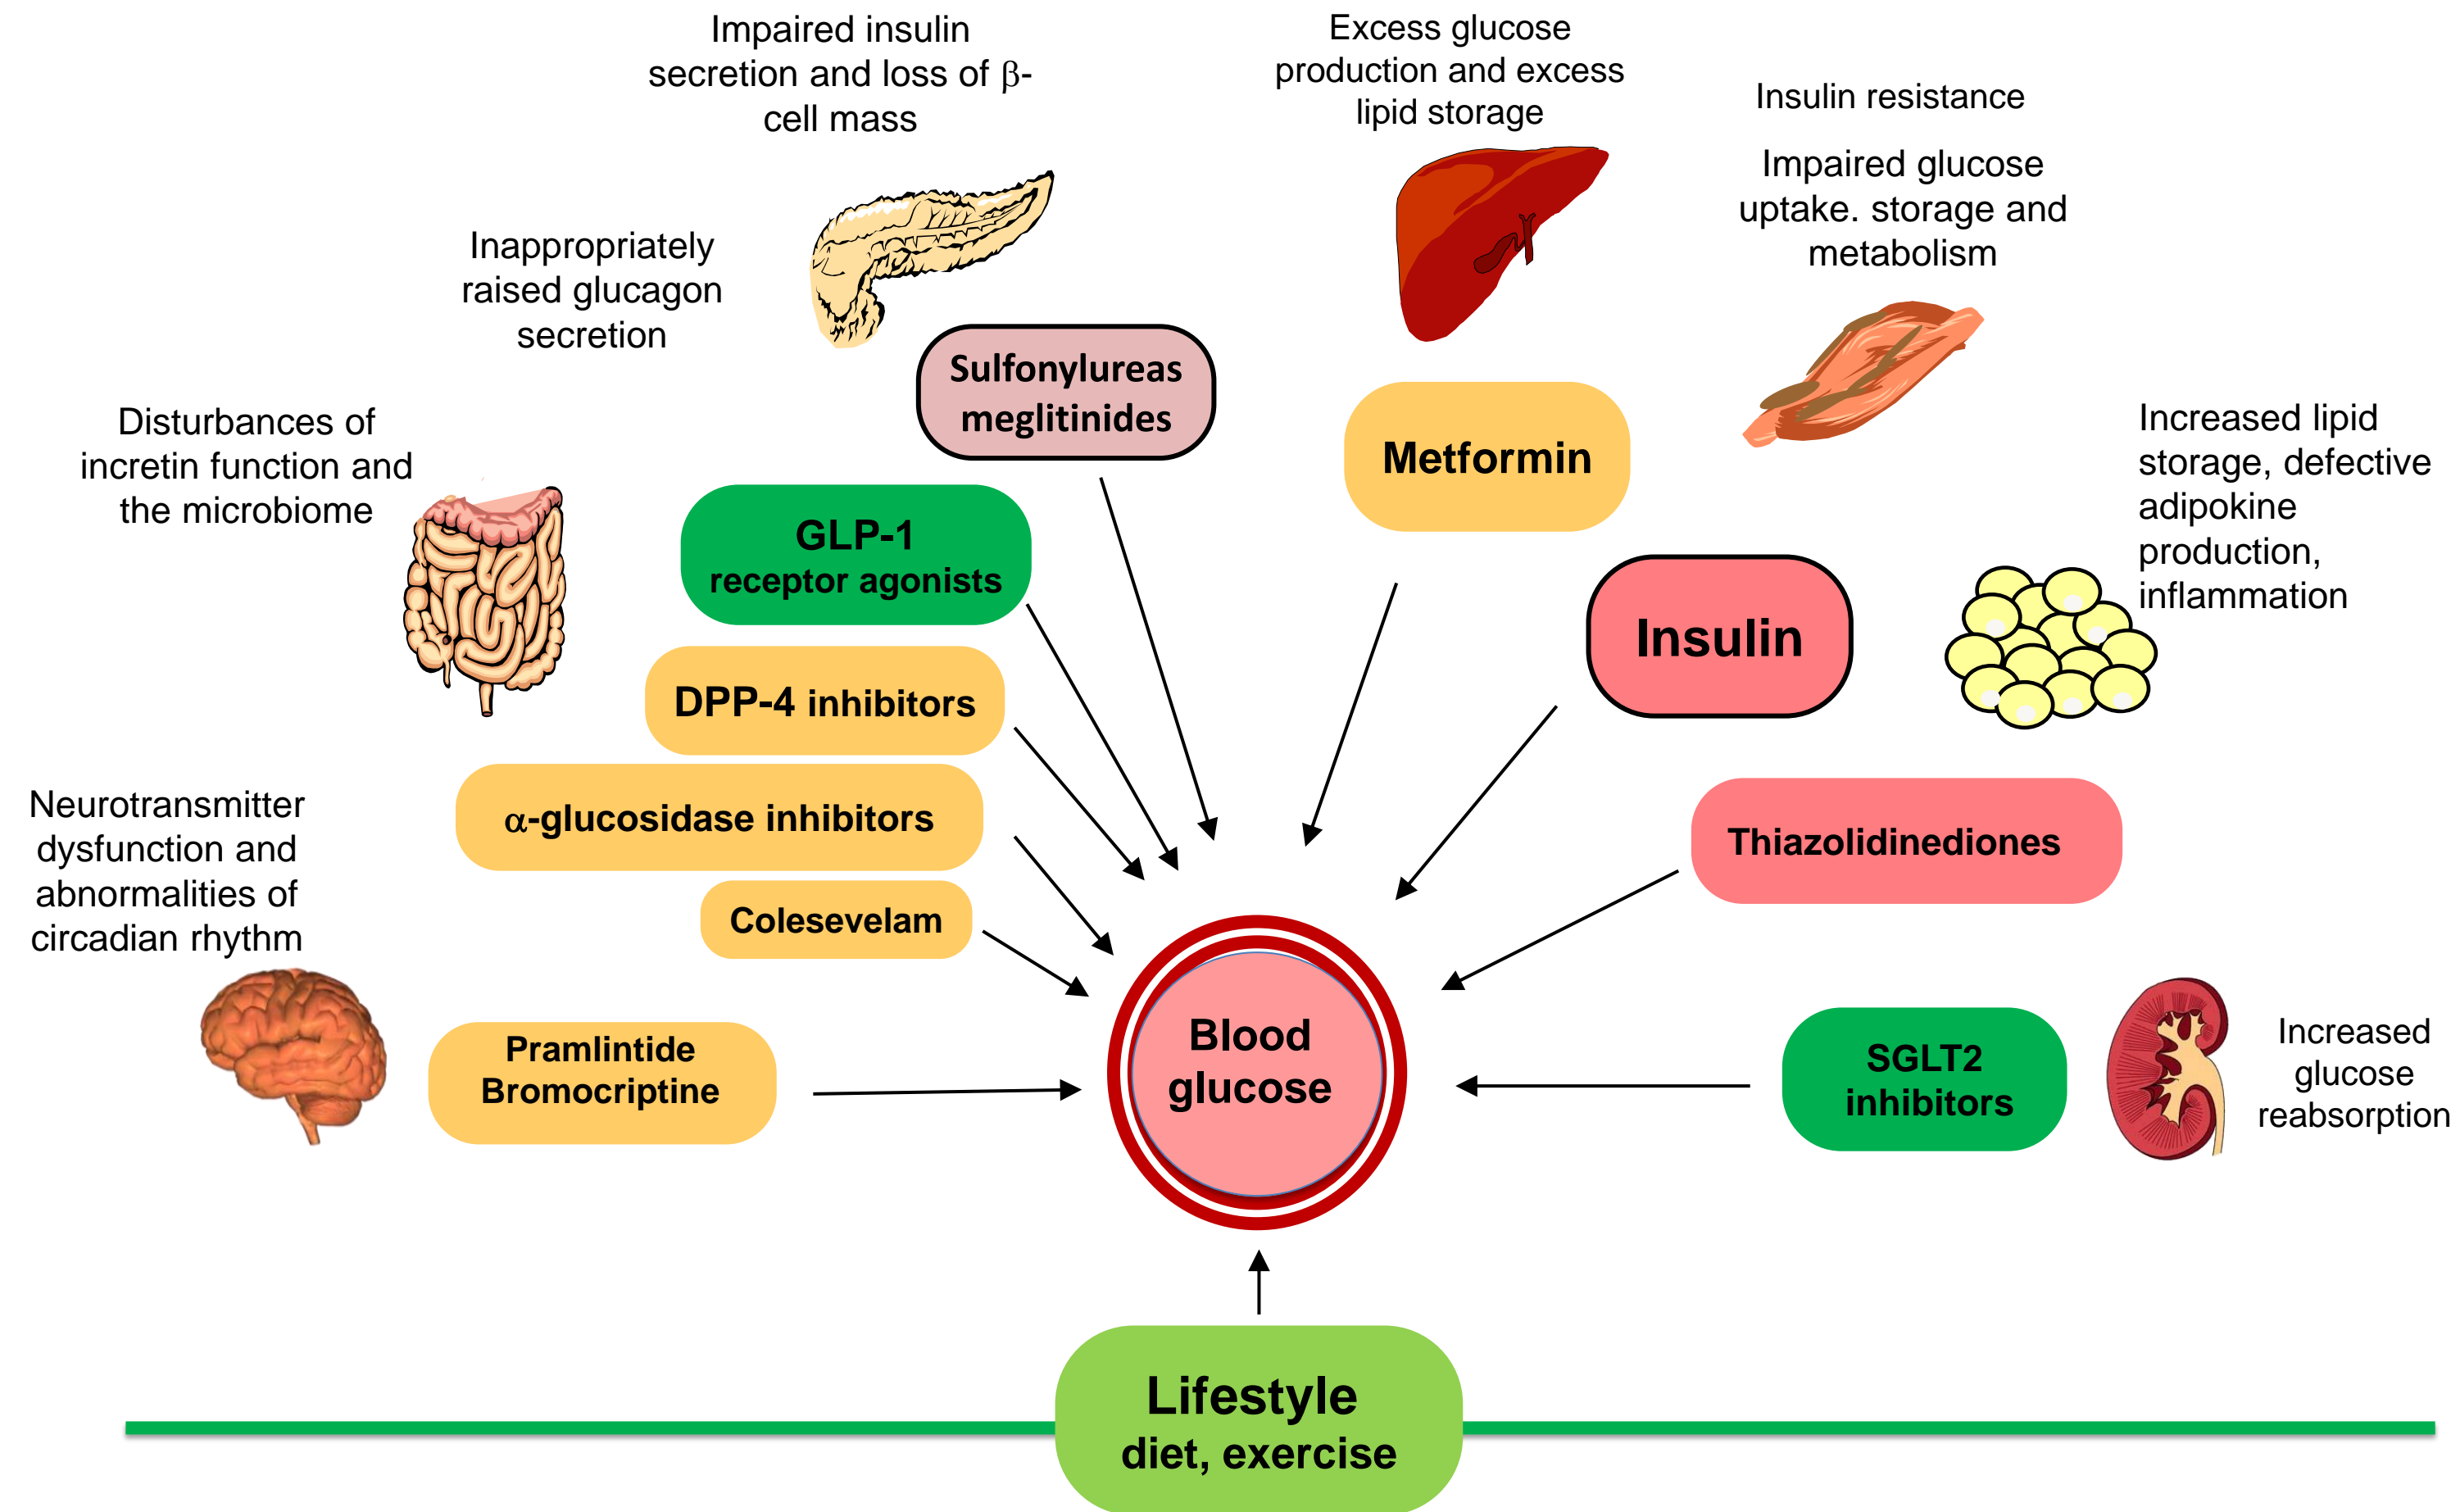 Impaired insulin
secretion and loss of β-
cell mass
Excess glucose
production and excess
lipid storage
Insulin resistance
Impaired glucose
uptake. storage and
metabolism
Inappropriately
raised glucagon
secretion
Sulfonylureas
meglitinides
Metformin
Disturbances of
incretin function and
the microbiome
Increased lipid
storage, defective
adipokine
production,
inflammation
GLP-1
receptor agonists
Insulin
DPP-4 inhibitors
α-glucosidase inhibitors
Thiazolidinediones
Neurotransmitter
dysfunction and
abnormalities of
circadian rhythm
Colesevelam
Pramlintide
Bromocriptine
Blood
glucose
SGLT2
inhibitors
Increased
glucose
reabsorption
Lifestyle
diet, exercise